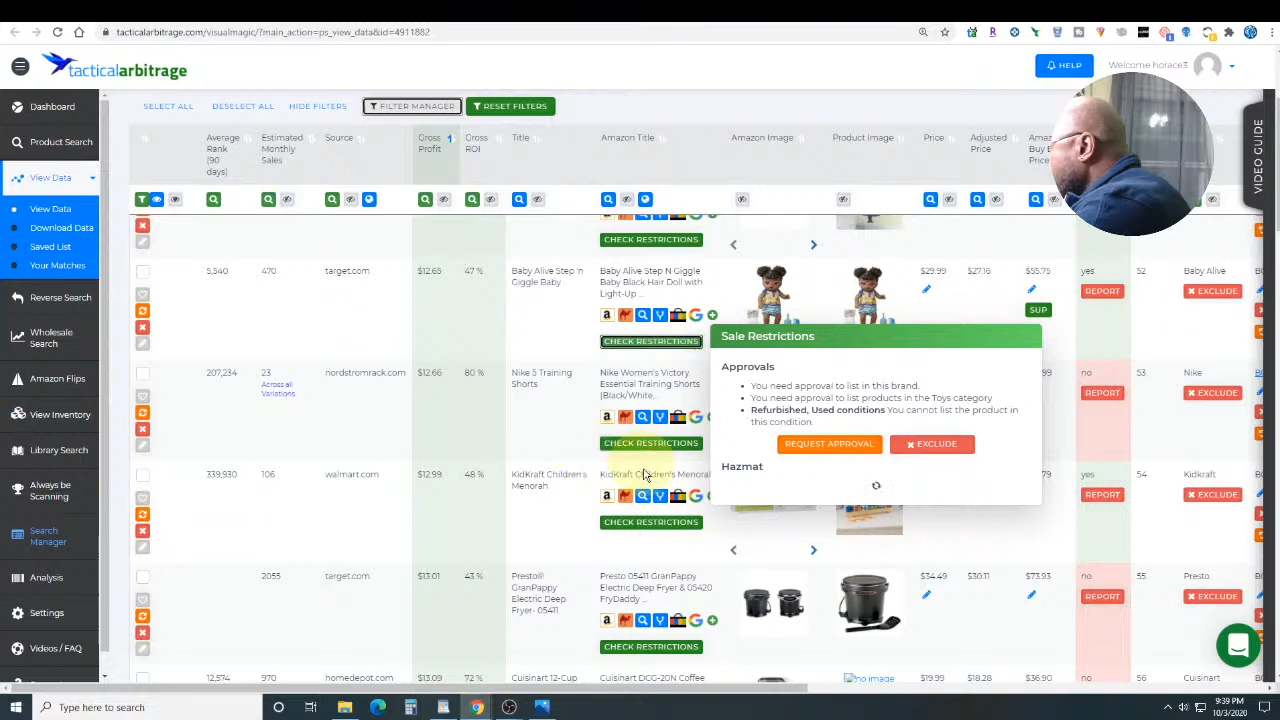 tacticalarbitrage.com/visualmagic/?main_action=ps_view_data&id=4911882
tacticalarbitrage
HELP
Welcome horace3
Dashboard
Product Search
View Data
View Data
Download Data
Saved List
Your Matches
Reverse Search
Wholesale
Search
Amazon Flips
View Inventory
Library Search
Always be
Scanning
Search
Manager
Analysis
Settings
Videos / FAQ
SELECT ALL
DESELECT ALL
HIDE FILTERS
FILTER MANAGER
RESET FILTERS
VIDEO GUIDE
Average
Rank
(90
days)
Estimated
Monthly
Sales
Source
Gross
Profit
Gross
ROI
Title
Amazon Title
Amazon Image
Product Image
Price
Adjusted
Price
CHECK RESTRICTIONS
5,540
470
target.com
$12.65
47 %
Baby Alive Step 'n
Giggle Baby
Baby Alive Step N Giggle
Baby Black Hair Doll with
Light-Up ...
$29.99
$27.16
$55.75
yes
52
Baby Alive
REPORT
EXCLUDE
SUP
CHECK RESTRICTIONS
207,234
23
Across all
Variations
nordstromrack.com
$12.66
80 %
Nike 5 Training
Shorts
Nike Women's Victory
Essential Training Shorts
(Black/White,...
no
53
Nike
REPORT
EXCLUDE
CHECK RESTRICTIONS
Sale Restrictions
Approvals
You need approval to list in this brand.
You need approval to list products in the Toys category
Refurbished, Used conditions You cannot list the product in
this condition.
REQUEST APPROVAL
EXCLUDE
Hazmat
339,930
106
walmart.com
$12.99
48 %
KidKraft Children's
Menorah
KidKraft Children's Menorah
yes
54
Kidkraft
REPORT
EXCLUDE
CHECK RESTRICTIONS
2055
target.com
$13.01
43 %
Presto®
GranPappy
Electric Deep
Fryer- 05411
Presto 05411 GranPappy
Electric Deep Fryer & 05420
FryDaddy ...
$34.49
$30.11
$73.93
no
55
Presto
REPORT
EXCLUDE
CHECK RESTRICTIONS
12,574
970
homedepot.com
$13.09
72 %
Cuisinart 12-Cup
Cuisinart DCG-20N Coffee
no image
$19.99
$18.28
$36.90
no
56
Cuisinart
Type here to search
9:39 PM
10/3/2020